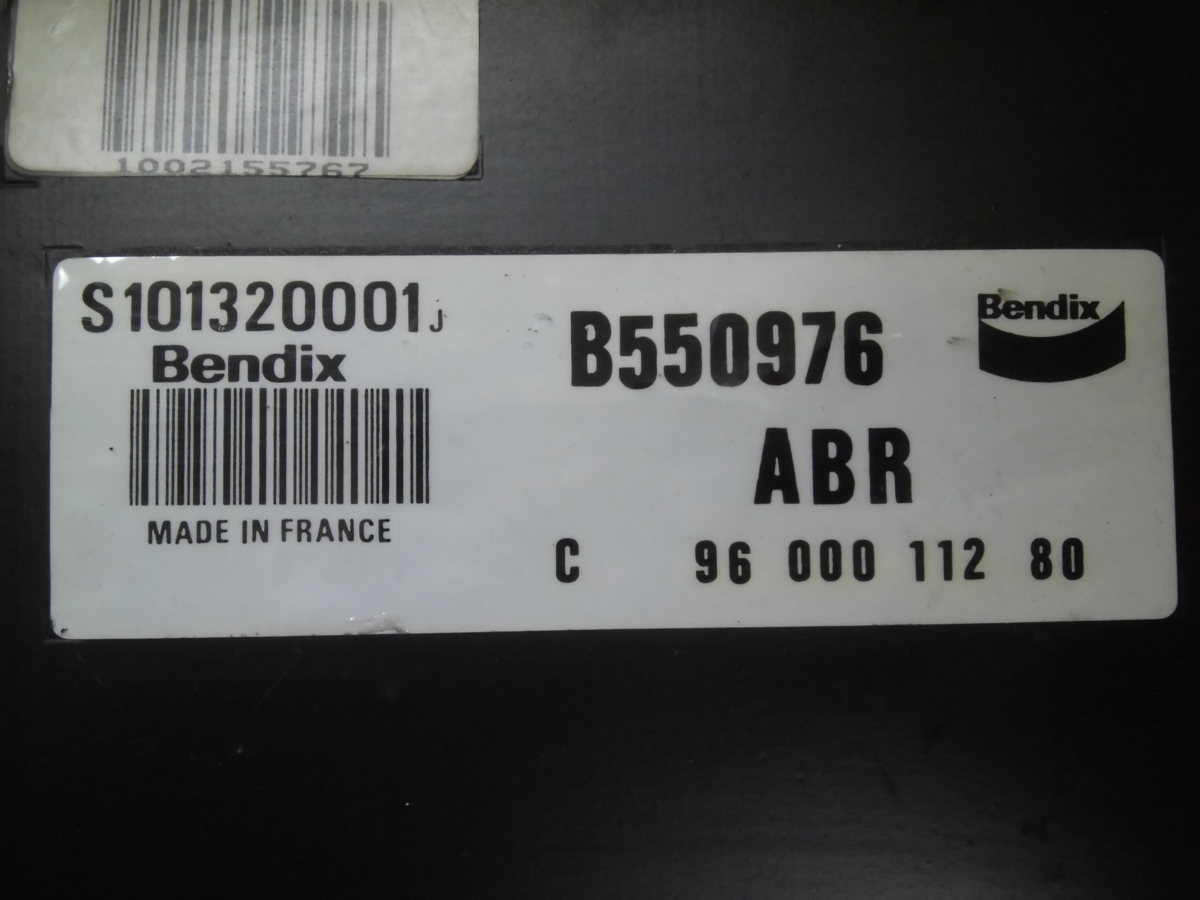 1002155767
S101320001J
Bendix
MADE IN FRANCE
B550976
Bendix
ABR
C 96 000 112 80